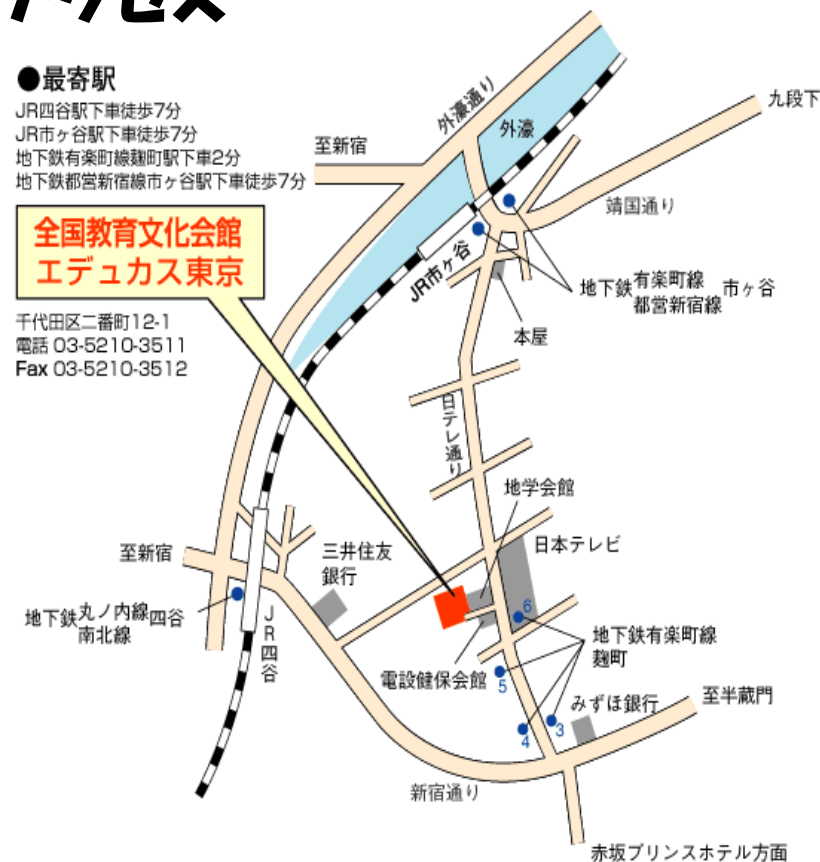 ●最寄駅
JR四谷駅下車徒歩7分
JR市ヶ谷駅下車徒歩7分
地下鉄有楽町線麹町駅下車2分
地下鉄都営新宿線市ヶ谷駅下車徒歩7分
全国教育文化会館
エデュカス東京
千代田区二番町12-1
電話 03-5210-3511
Fax 03-5210-3512
外濠通り
外濠
九段下
至新宿
靖国通り
JR市ヶ谷
地下鉄 有楽町線 市ヶ谷
都営新宿線
本屋
日テレ通り
地学会館
日本テレビ
至新宿
三井住友
銀行
地下鉄 丸ノ内線 四谷
南北線
JR四谷
6
地下鉄有楽町線
麹町
電設健保会館
5
みずほ銀行
至半蔵門
4
3
新宿通り
赤坂プリンスホテル方面